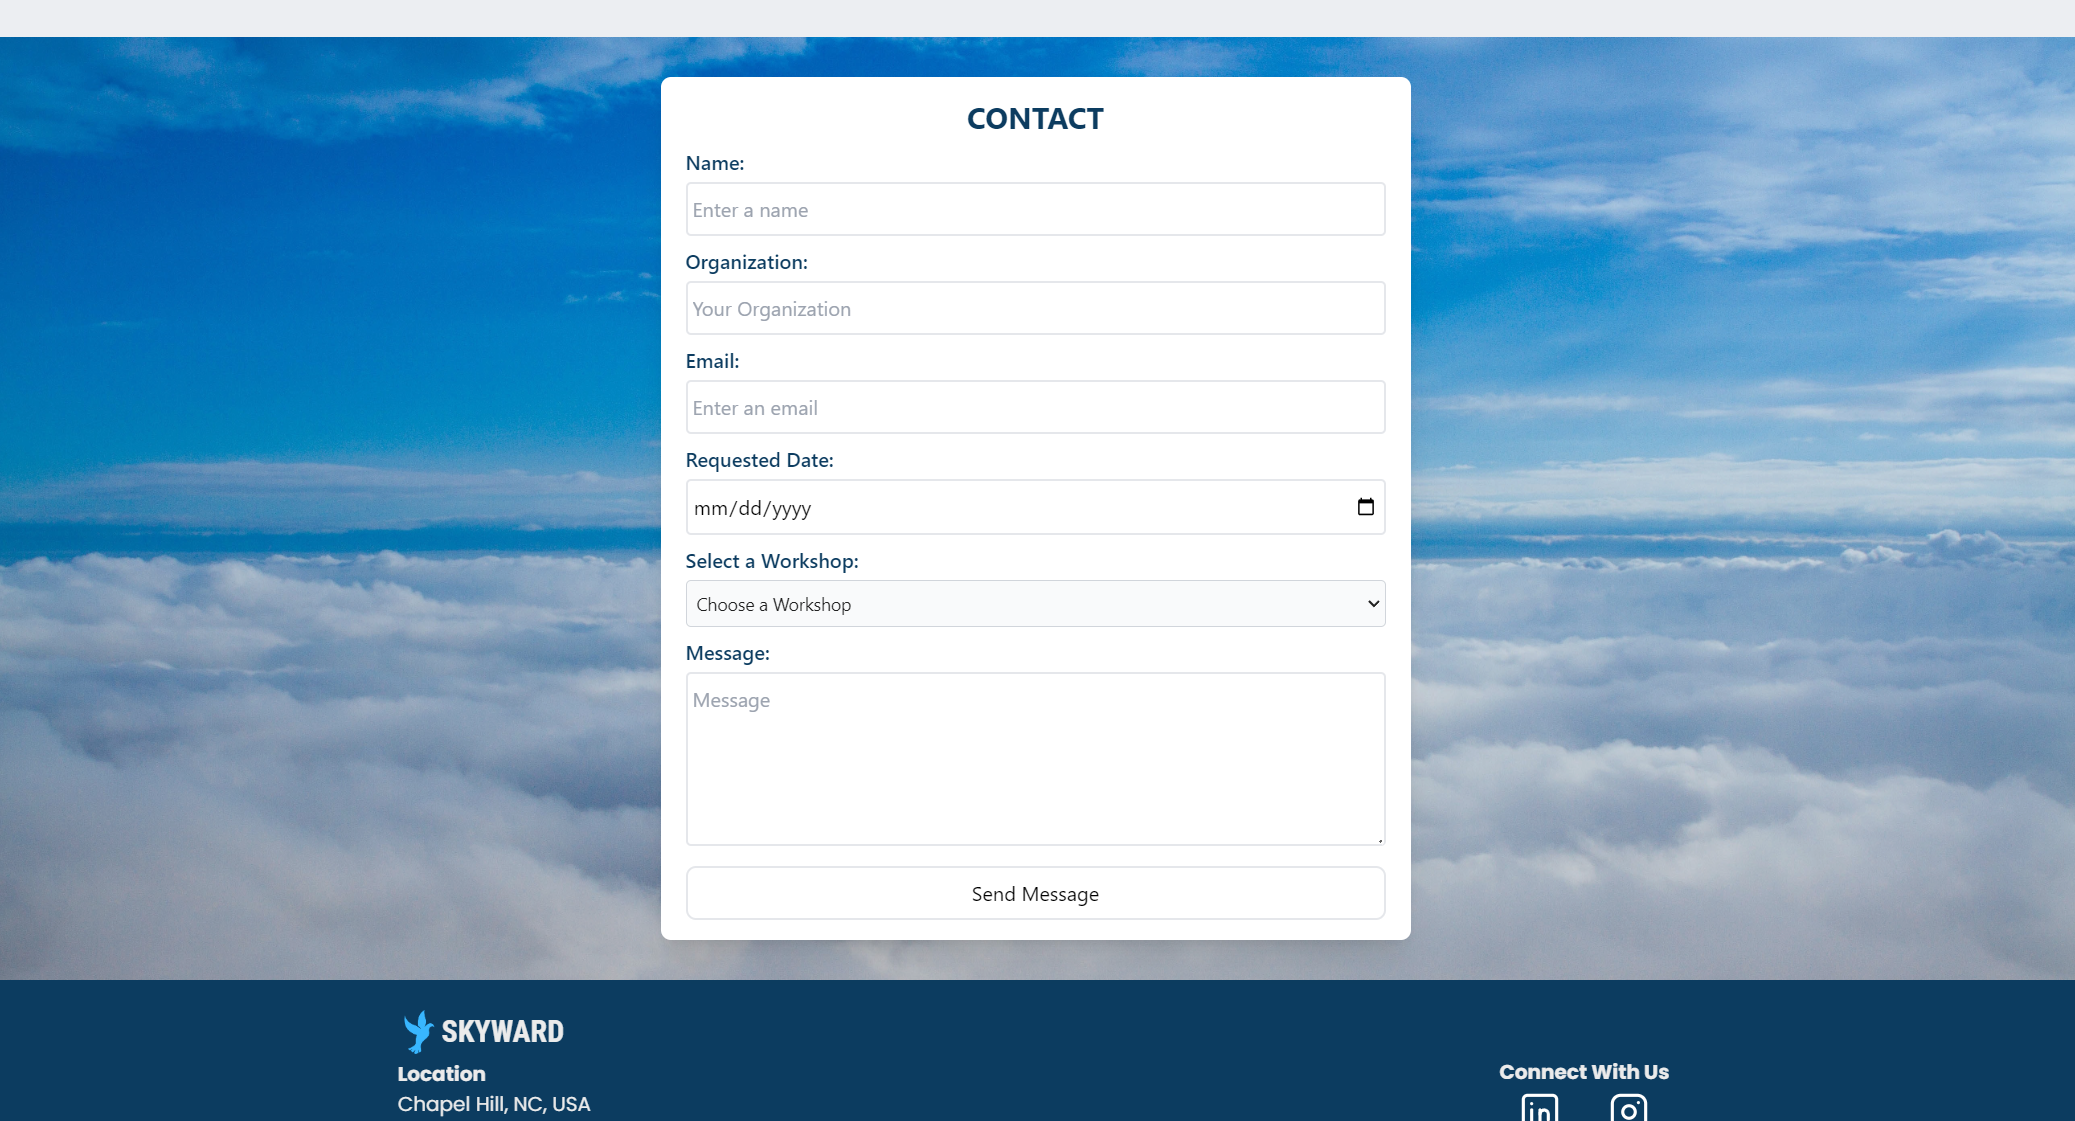 CONTACT
Name:
Enter a name
Organization:
Your Organization
Email:
Enter an email
Requested Date:
mm/dd/yyyy
Select a Workshop:
Choose a Workshop
Message:
Message
Send Message
SKYWARD
Location
Chapel Hill, NC, USA
Connect With Us
in